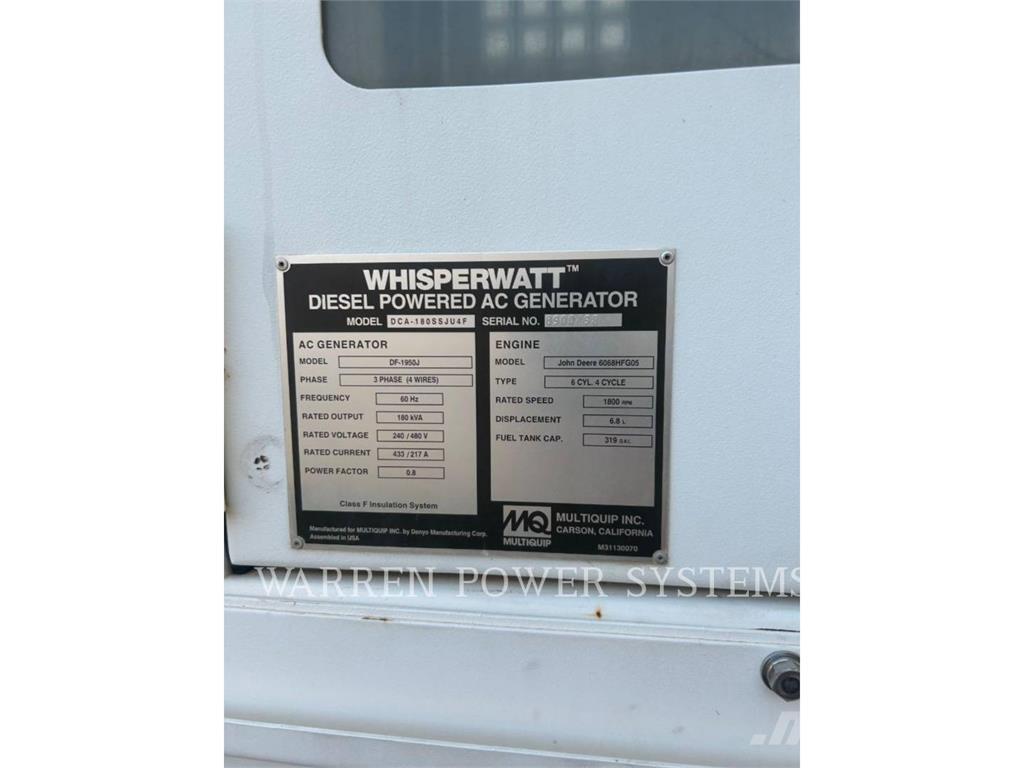 WHISPERWATT™
DIESEL POWERED AC GENERATOR
MODEL DCA-180SSJU4F SERIAL NO.
AC GENERATOR
MODEL DF-1950J
PHASE 3 PHASE (4 WIRES)
FREQUENCY 60 Hz
RATED OUTPUT 180 kVA
RATED VOLTAGE 240 / 480 V
RATED CURRENT 433 / 217 A
POWER FACTOR 0.8
Class F Insulation System
ENGINE
MODEL John Deere 6068HFG05
TYPE 6 CYL. 4 CYCLE
RATED SPEED 1800 RPM
DISPLACEMENT 6.8 L
FUEL TANK CAP. 319 GAL
Manufactured for MULTIQUIP INC. by Denyo Manufacturing Corp.
Assembled in USA
MQ
MULTIQUIP
MULTIQUIP INC.
CARSON, CALIFORNIA
M31130070
WARREN POWER SYSTEMS